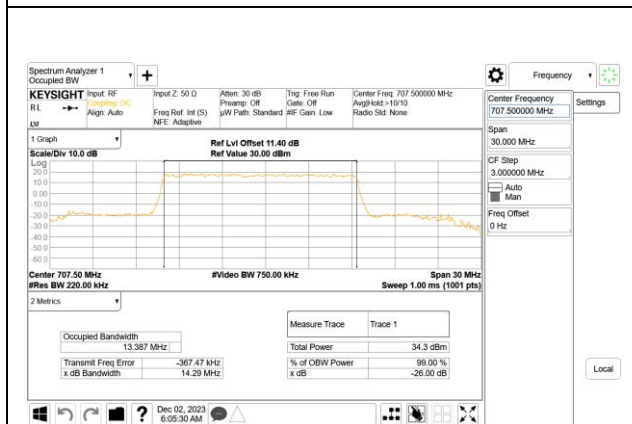 Spectrum Analyzer 1
Occupied BW
Frequency
KEYSIGHT
RL
Input: RF
Coupling: DC
Align: Auto
Input Z: 50 Ω
Freq Ref: Int (S)
NFE: Adaptive
Atten: 30 dB
Preamp: Off
µW Path: Standard
Trig: Free Run
Gate: Off
#IF Gain: Low
Center Freq: 707.500000 MHz
Avg|Hold:>10/10
Radio Std: None
Center Frequency
707.500000 MHz
Settings
Span
30.000 MHz
CF Step
3.000000 MHz
Auto
Man
Freq Offset
0 Hz
Local
1 Graph
Scale/Div 10.0 dB
Ref Lvl Offset 11.40 dB
Ref Value 30.00 dBm
Log
20.0
10.0
0.00
-10.0
-20.0
-30.0
-40.0
-50.0
-60.0
Center 707.50 MHz
#Video BW 750.00 kHz
Span 30 MHz
#Res BW 220.00 kHz
Sweep 1.00 ms (1001 pts)
2 Metrics
Measure Trace
Trace 1
Occupied Bandwidth
13.387 MHz
Total Power
34.3 dBm
Transmit Freq Error
-367.47 kHz
% of OBW Power
99.00 %
x dB Bandwidth
14.29 MHz
x dB
-26.00 dB
?
Dec 02, 2023
6:05:30 AM